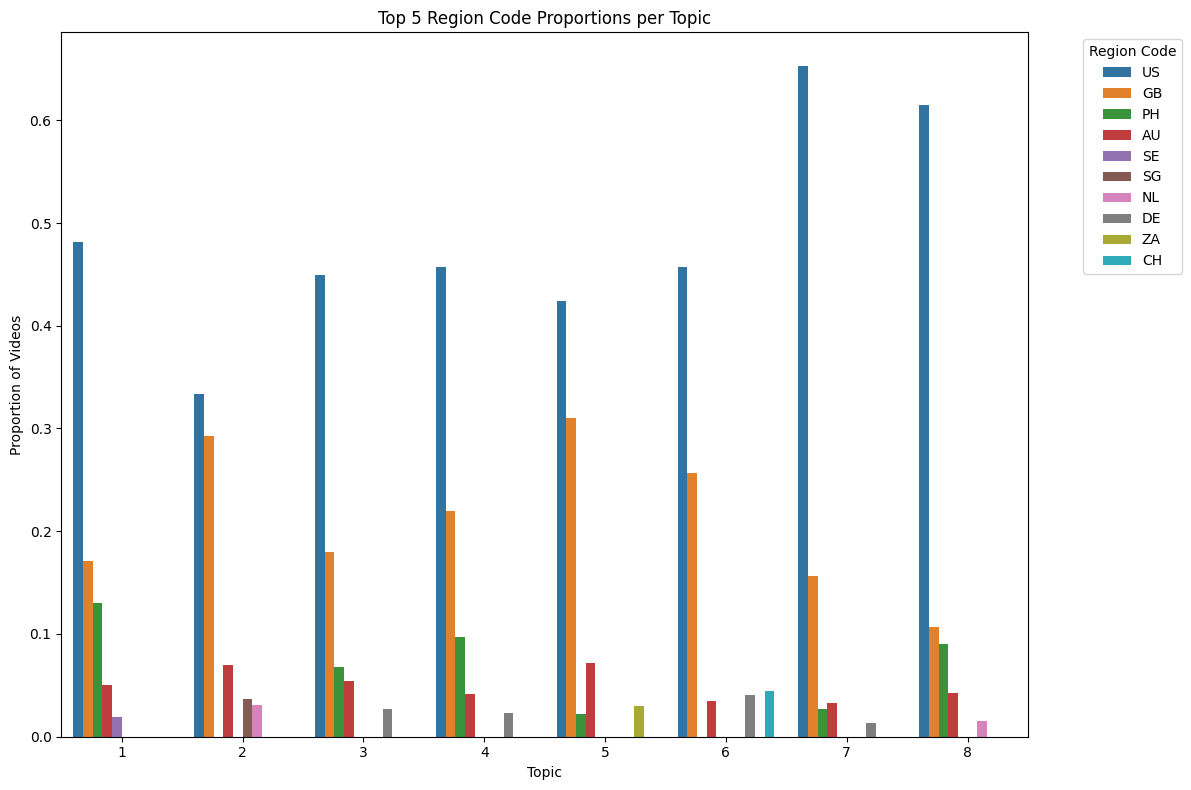 Top 5 Region Code Proportions per Topic
Proportion of Videos
0.6
0.5
0.4
0.3
0.2
0.1
0.0
1 2 3 4 5 6 7 8
Topic
Region Code
US
GB
PH
AU
SE
SG
NL
DE
ZA
CH